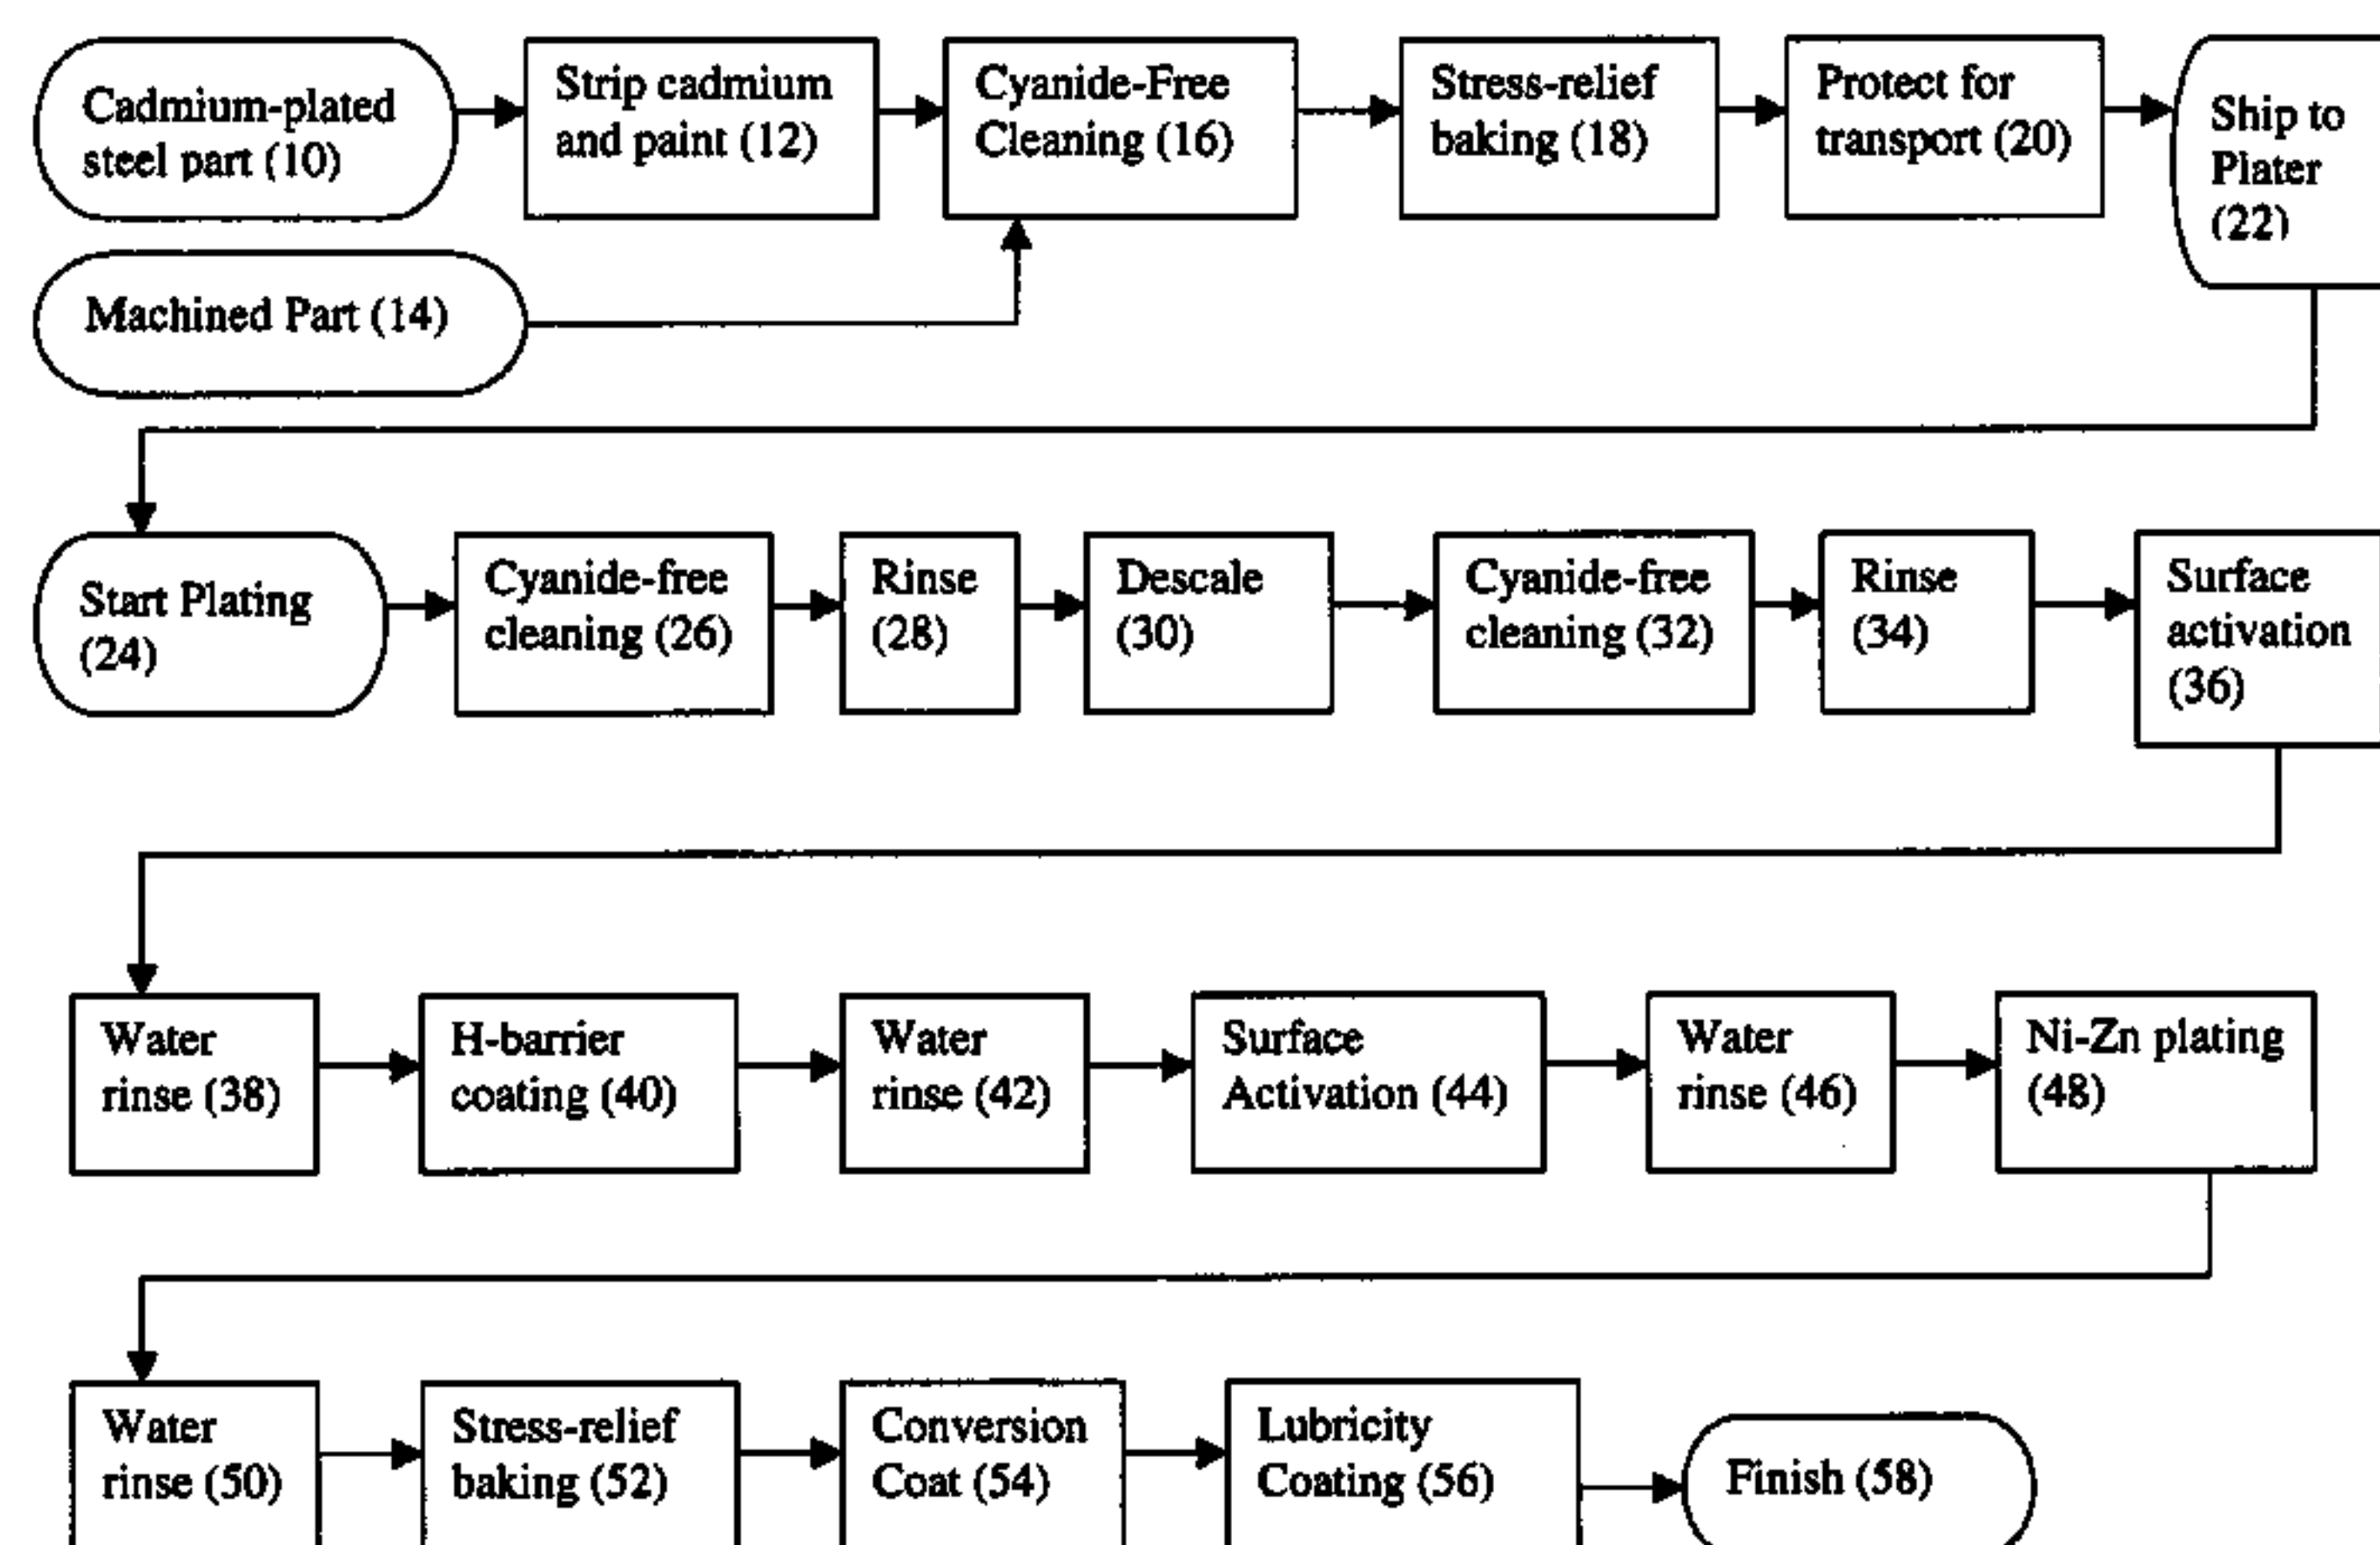 Cadmium-plated
steel part (10)
Strip cadmium
and paint (12)
Cyanide-Free
Cleaning (16)
Stress-relief
baking (18)
Protect for
transport (20)
Ship to
Plater
(22)
Machined Part (14)
Start Plating
(24)
Cyanide-free
cleaning (26)
Rinse
(28)
Descale
(30)
Cyanide-free
cleaning (32)
Rinse
(34)
Surface
activation
(36)
Water
rinse (38)
H-barrier
coating (40)
Water
rinse (42)
Surface
Activation (44)
Water
rinse (46)
Ni-Zn plating
(48)
Water
rinse (50)
Stress-relief
baking (52)
Conversion
Coat (54)
Lubricity
Coating (56)
Finish (58)